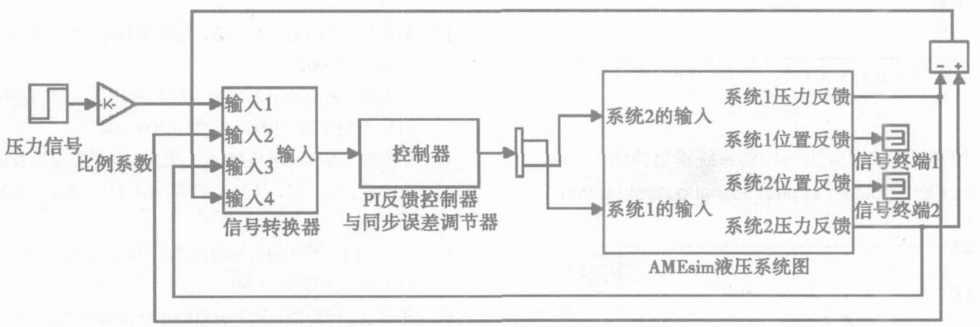 压力信号
K
比例系数
输入1
输入2
输入3
输入4
输入
信号转换器
控制器
PI反馈控制器
与同步误差调节器
系统2的输入
系统1的输入
系统1压力反馈
系统1位置反馈
系统2位置反馈
系统2压力反馈
AMEsim液压系统图
信号终端1
信号终端2
- +